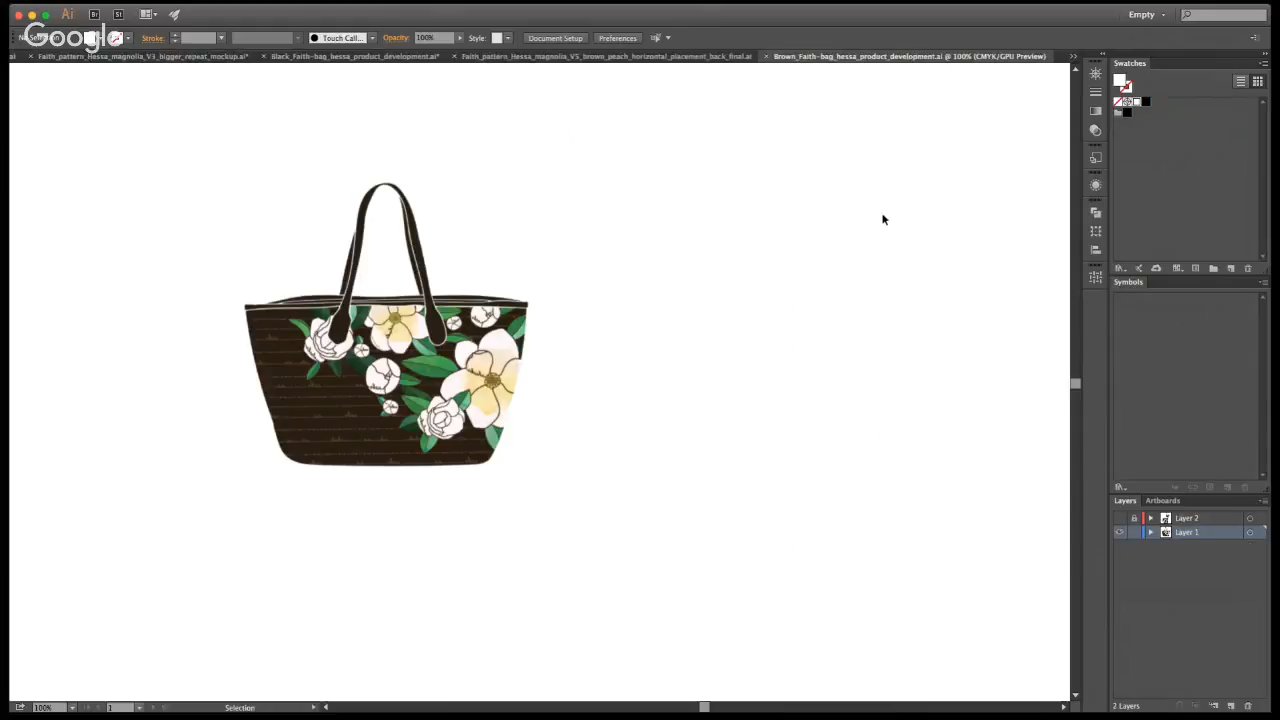 Ai Br St Empty
Google
Stroke: Touch Call... Opacity: 100% Style: Document Setup Preferences
ai × Faith_pattern_Hessa_magnolia_V3_bigger_repeat_mockup.ai* × Black_Faith-bag_hessa_product_development.ai* × Faith_pattern_Hessa_magnolia_V5_brown_peach_horizontal_placement_back_final.ai × Brown_Faith-bag_hessa_product_development.ai @ 100% (CMYK/GPU Preview)
Swatches
Symbols
Layers Artboards
Layer 2
Layer 1
100% 1 Selection 2 Layers